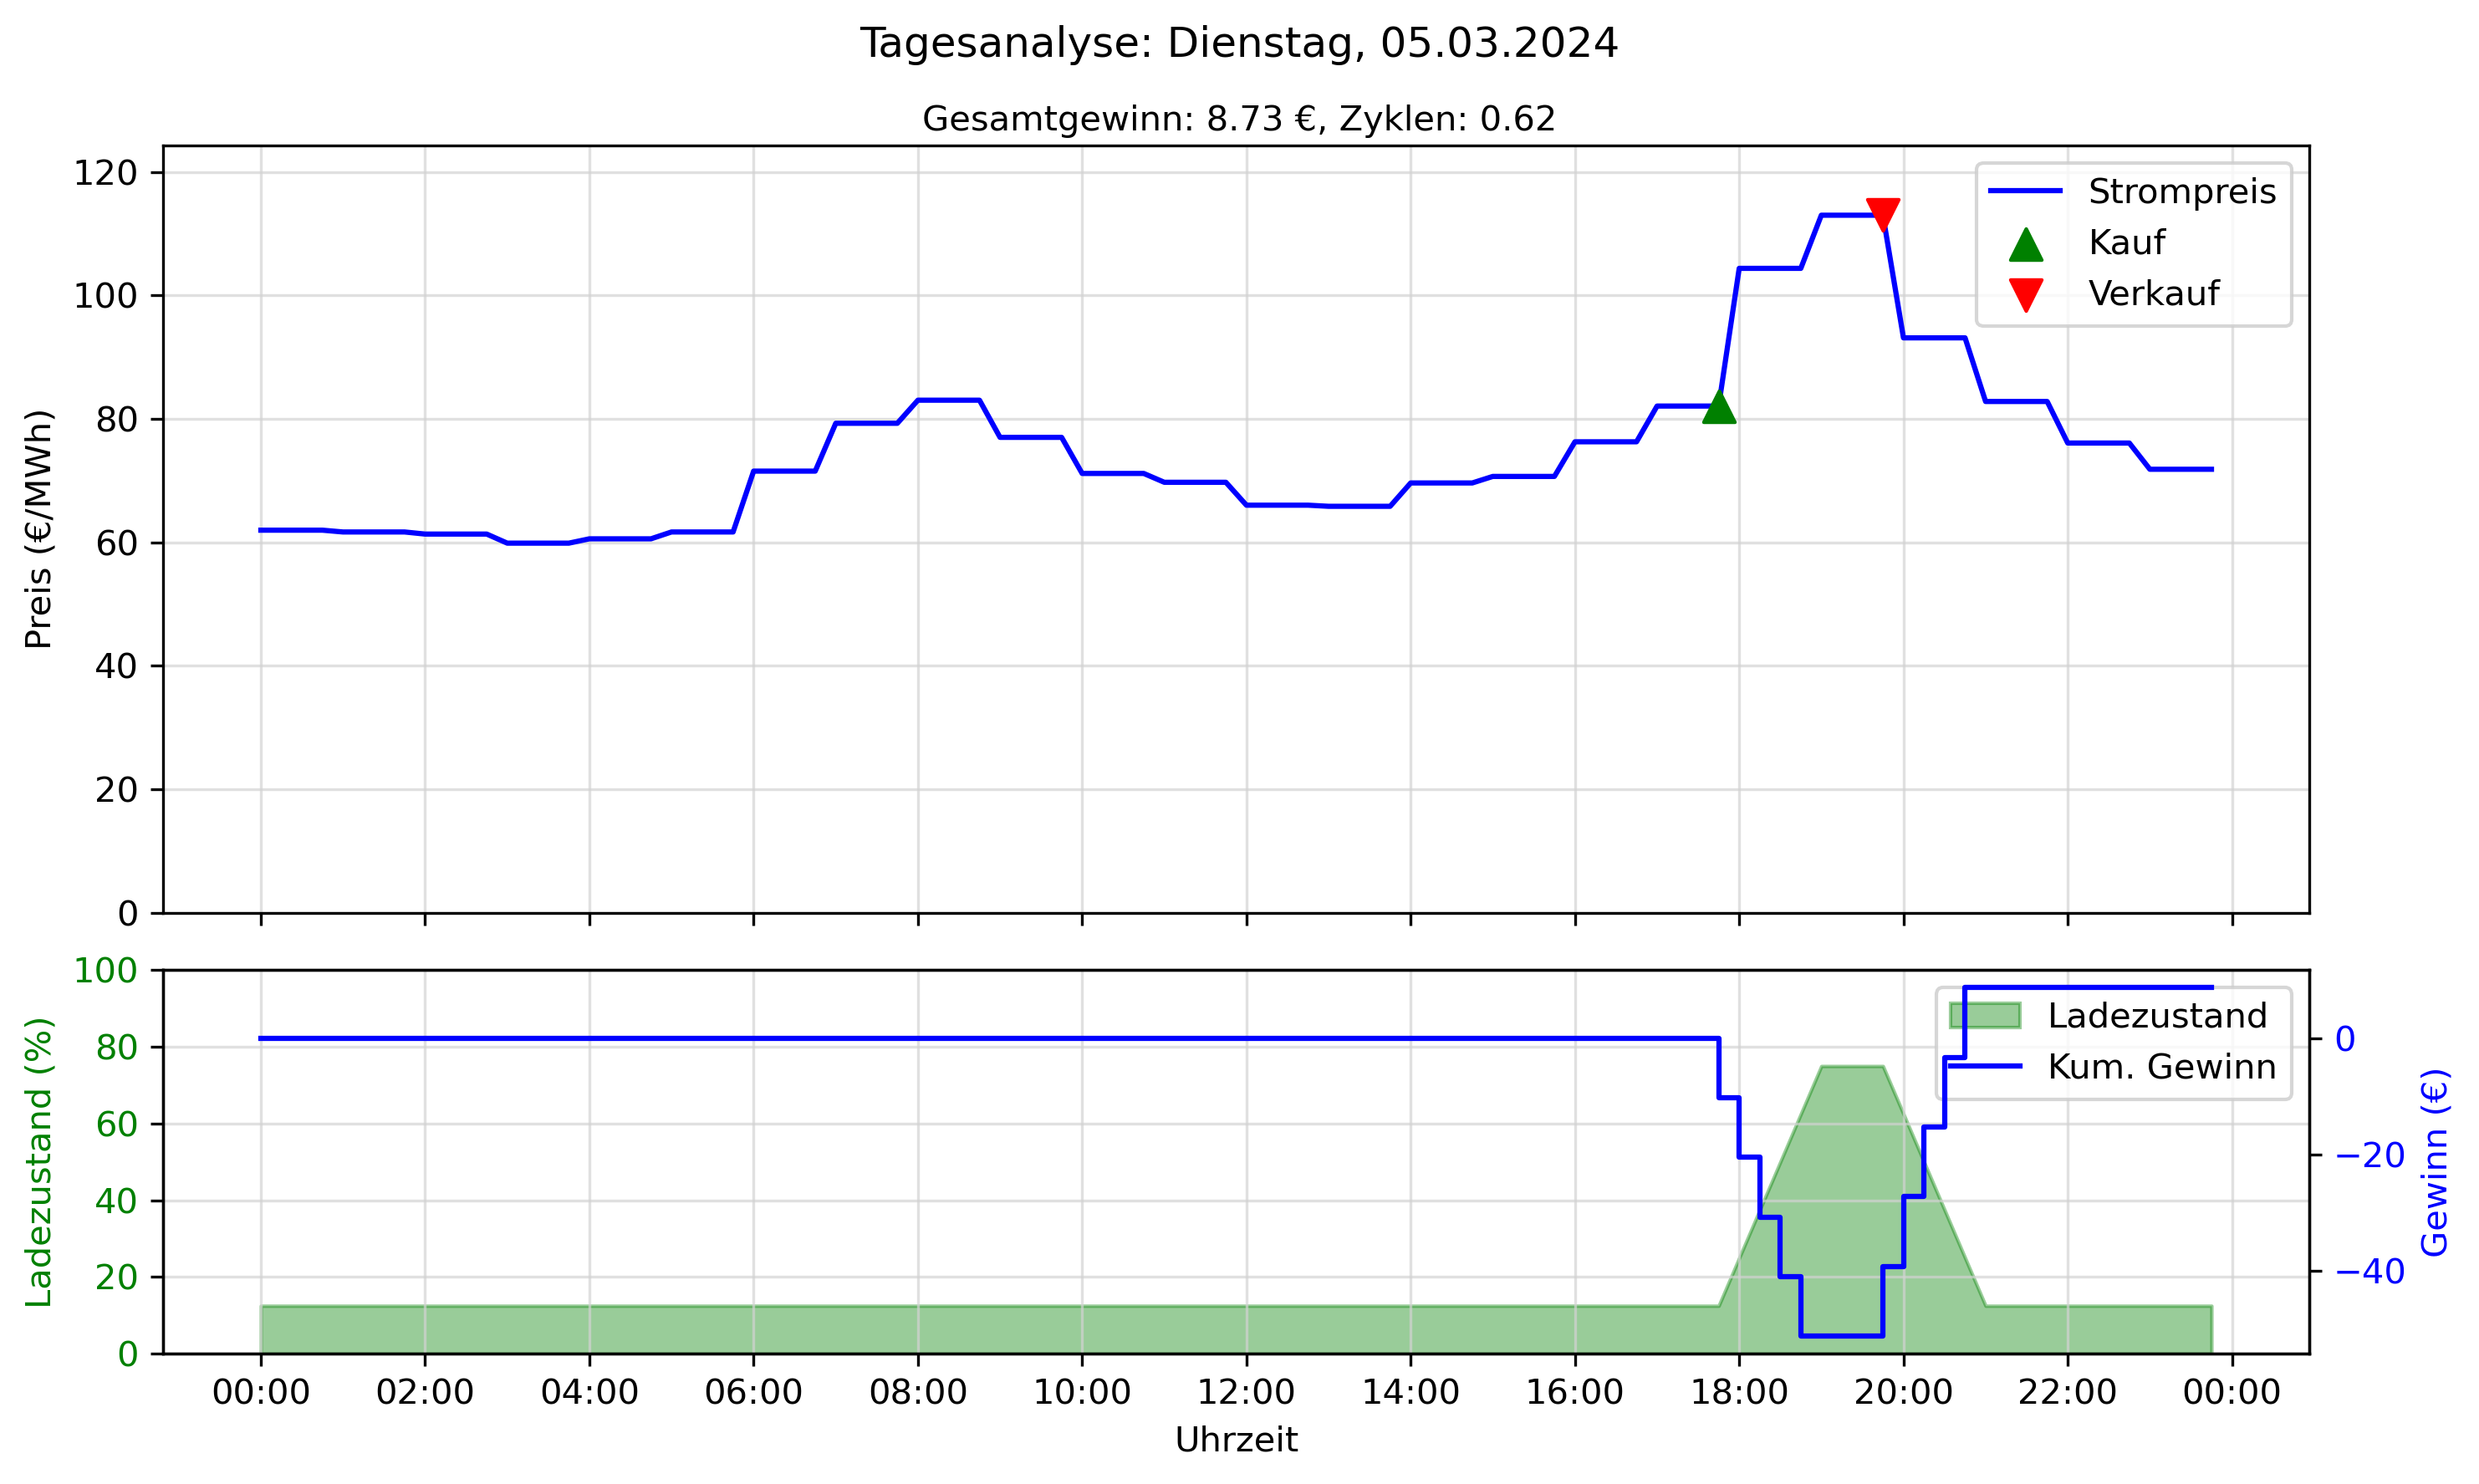 Tagesanalyse: Dienstag, 05.03.2024
Gesamtgewinn: 8.73 €, Zyklen: 0.62
Preis (€/MWh)
120
100
80
60
40
20
0
Strompreis
Kauf
Verkauf
Ladezustand (%)
100
80
60
40
20
0
Ladezustand
Kum. Gewinn
0
−20
−40
Gewinn (€)
00:00 02:00 04:00 06:00 08:00 10:00 12:00 14:00 16:00 18:00 20:00 22:00 00:00
Uhrzeit